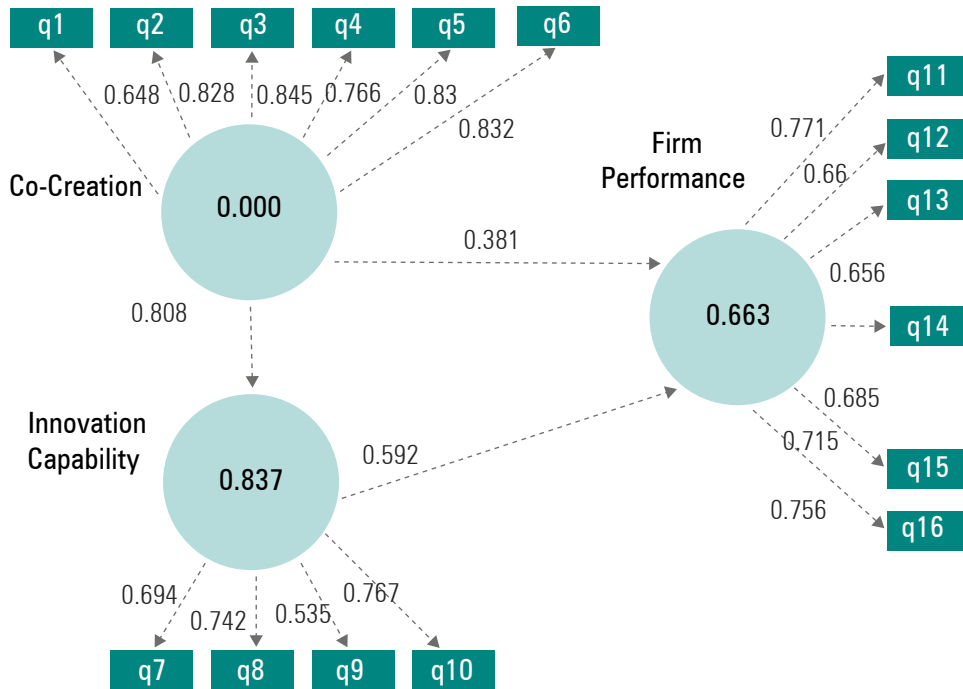 q1
q2
q3
q4
q5
q6
0.648
0.828
0.845
0.766
0.83
0.832
Co-Creation
0.000
0.381
0.808
Firm
Performance
0.663
q11
q12
q13
q14
q15
q16
0.771
0.66
0.656
0.685
0.715
0.756
Innovation
Capability
0.837
0.592
0.694
0.742
0.535
0.767
q7
q8
q9
q10